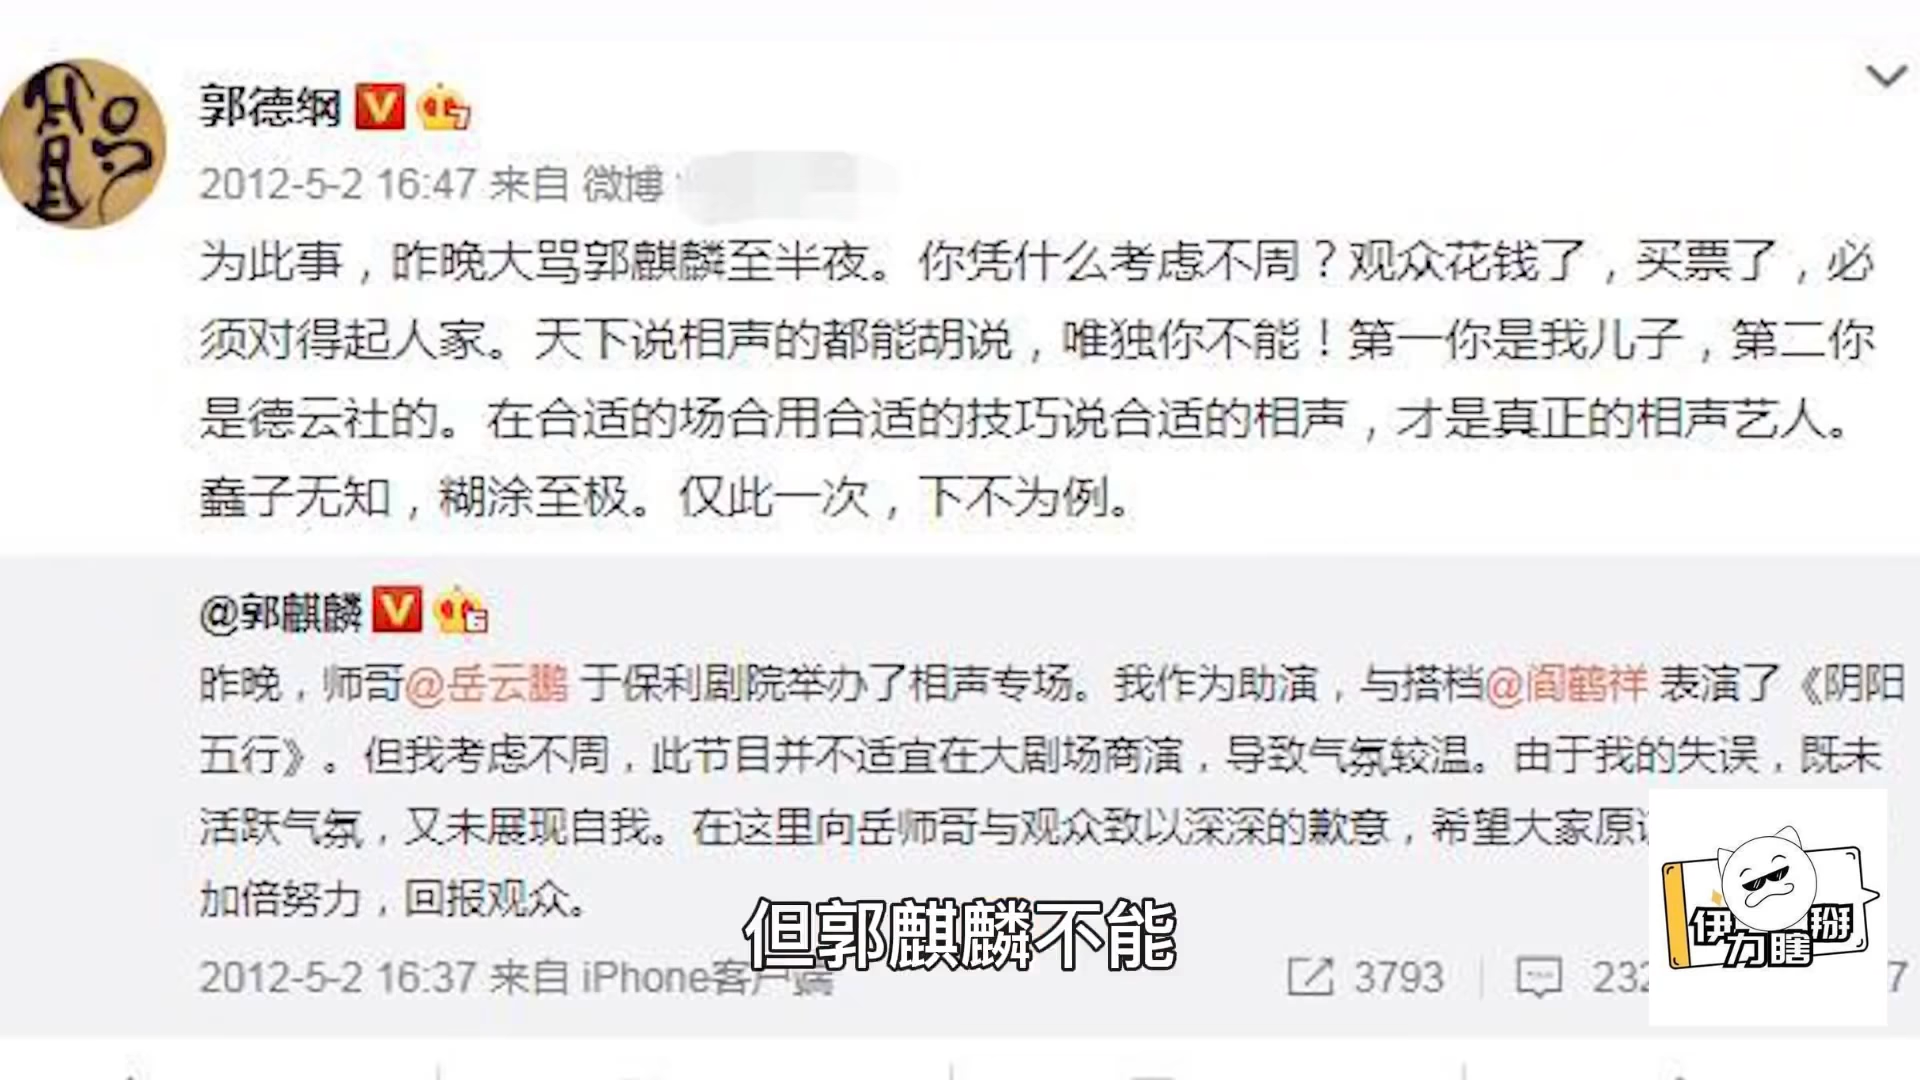 郭德纲
2012-5-2 16:47 来自 微博
为此事，昨晚大骂郭麒麟至半夜。你凭什么考虑不周？观众花钱了，买票了，必
须对得起人家。天下说相声的都能胡说，唯独你不能！第一你是我儿子，第二你
是德云社的。在合适的场合用合适的技巧说合适的相声，才是真正的相声艺人。
蠢子无知，糊涂至极。仅此一次，下不为例。
@郭麒麟
昨晚，师哥@岳云鹏 于保利剧院举办了相声专场。我作为助演，与搭档@阎鹤祥 表演了《阴阳
五行》。但我考虑不周，此节目并不适宜在大剧场商演，导致气氛较温。由于我的失误，既未
活跃气氛，又未展现自我。在这里向岳师哥与观众致以深深的歉意，希望大家原
加倍努力，回报观众。
但郭麒麟不能
2012-5-2 16:37 来自 iPhone客户端
3793
伊 掰
力瞎